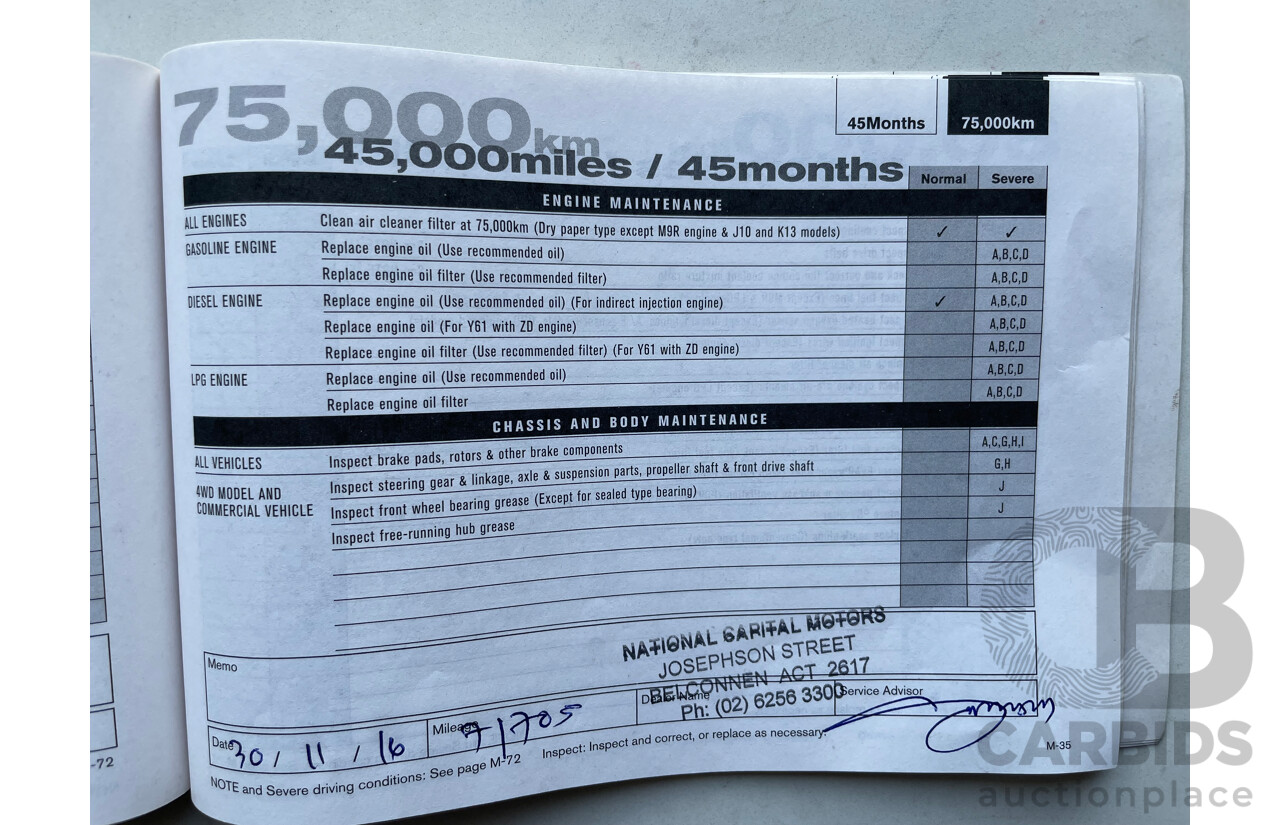 75,000km
45,000miles / 45months
45Months 75,000km
Normal Severe
ENGINE MAINTENANCE
ALL ENGINES Clean air cleaner filter at 75,000km (Dry paper type except M9R engine & J10 and K13 models) ✓ ✓
GASOLINE ENGINE Replace engine oil (Use recommended oil) A,B,C,D
Replace engine oil filter (Use recommended filter) A,B,C,D
DIESEL ENGINE Replace engine oil (Use recommended oil) (For indirect injection engine) ✓ A,B,C,D
Replace engine oil (For Y61 with ZD engine) A,B,C,D
Replace engine oil filter (Use recommended filter) (For Y61 with ZD engine) A,B,C,D
LPG ENGINE Replace engine oil (Use recommended oil) A,B,C,D
Replace engine oil filter A,B,C,D
CHASSIS AND BODY MAINTENANCE
ALL VEHICLES Inspect brake pads, rotors & other brake components A,C,G,H,I
Inspect steering gear & linkage, axle & suspension parts, propeller shaft & front drive shaft G,H
4WD MODEL AND
COMMERCIAL VEHICLE
Inspect front wheel bearing grease (Except for sealed type bearing) J
Inspect free-running hub grease J
Memo
NATIONAL CAPITAL MOTORS
JOSEPHSON STREET
BELCONNEN ACT 2617
Ph: (02) 6256 3300
Date 30 / 11 / 16
Mileage 71705
Dealer Name
Service Advisor
NOTE and Severe driving conditions: See page M-72
Inspect: Inspect and correct, or replace as necessary.
M-35
-72
CARBIDS
auctionplace